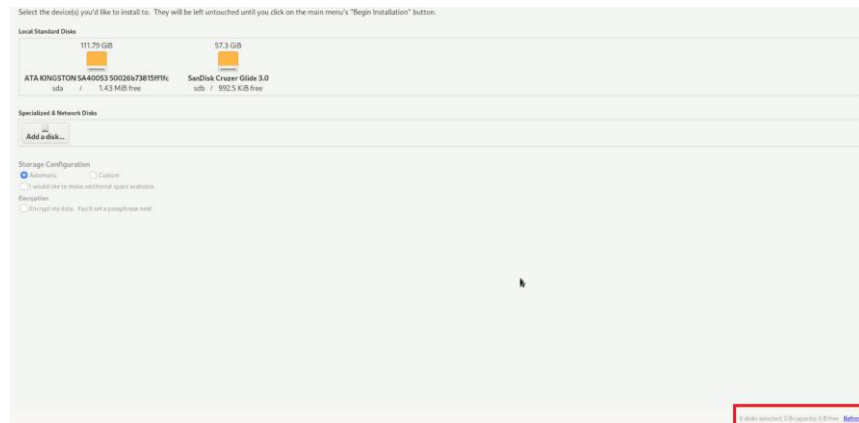 Select the device(s) you'd like to install to. They will be left untouched until you click on the main menu's "Begin Installation" button.
Local Standard Disks
111.79 GiB
57.3 GiB
ATA KINGSTON SA400S3 50026b73815ff1fc
SanDisk Cruzer Glide 3.0
sda / 1.43 MiB free
sdb / 992.5 KiB free
Specialized & Network Disks
Add a disk...
Storage Configuration
Automatic Custom
I would like to make additional space available.
Encryption
Encrypt my data. You'll set a passphrase next.
0 disks selected; 0 B capacity; 0 B free